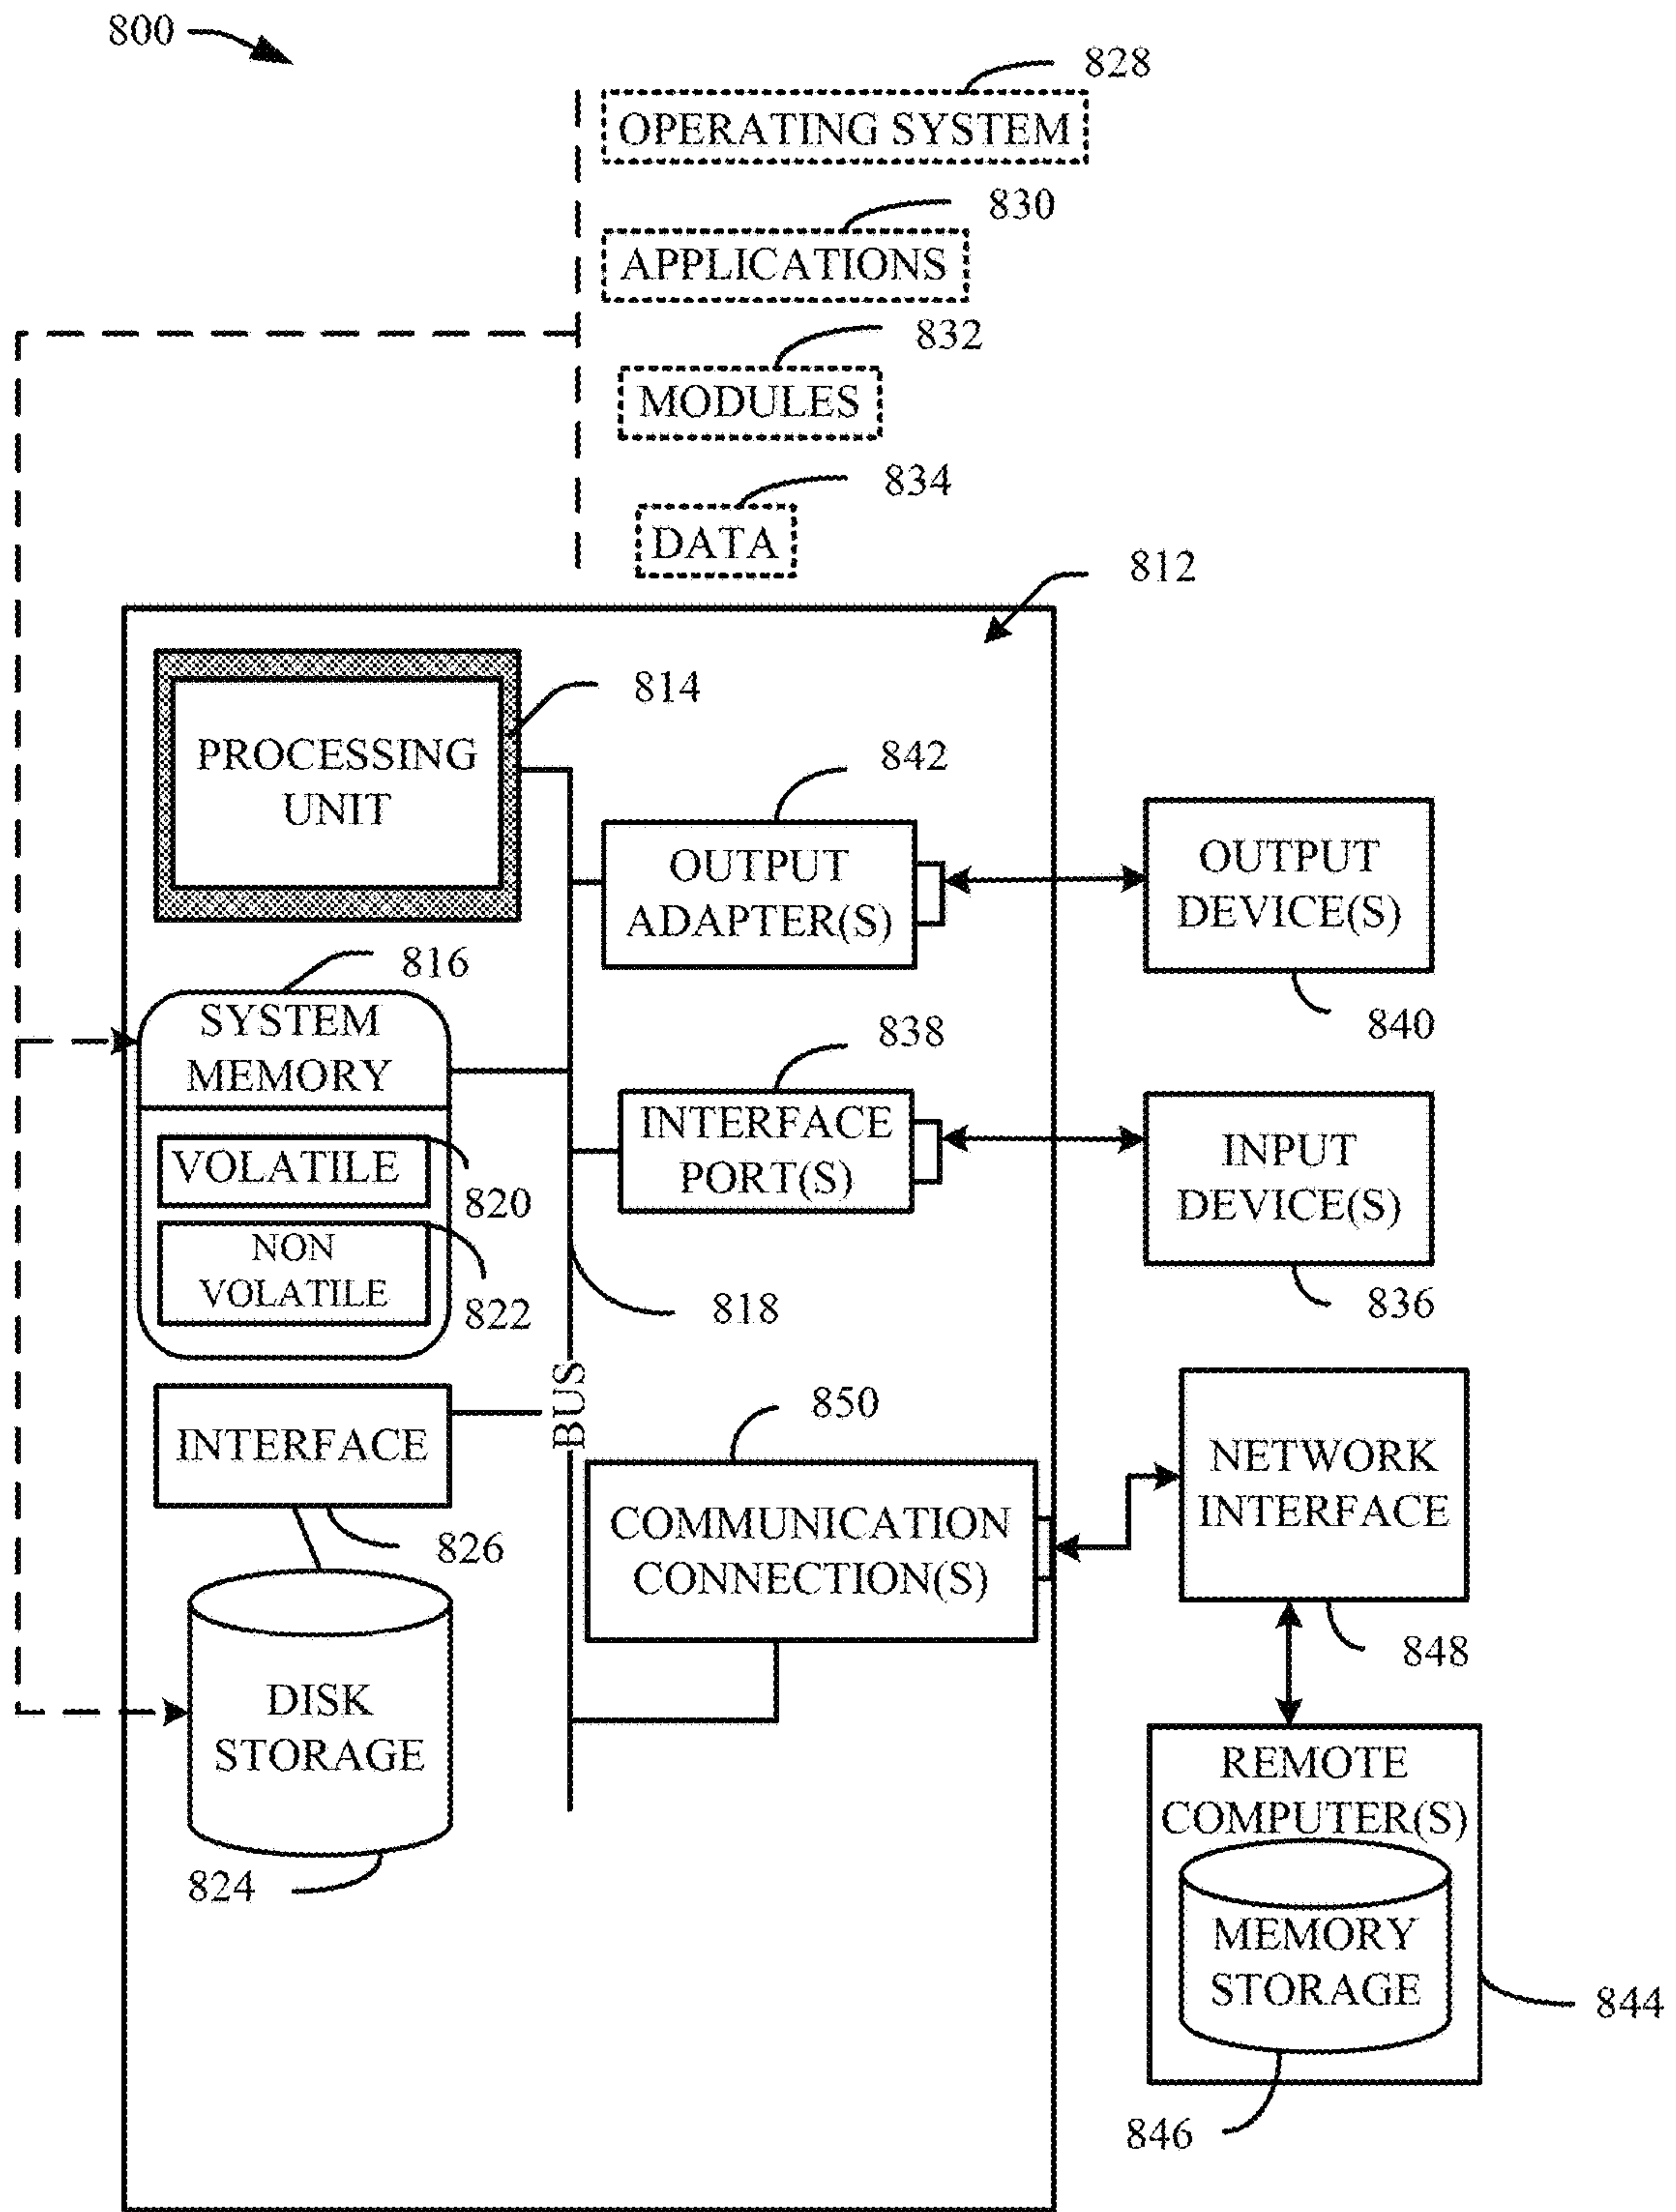 800
828
OPERATING SYSTEM
830
APPLICATIONS
832
MODULES
834
DATA
812
814
PROCESSING
UNIT
842
OUTPUT
ADAPTER(S)
OUTPUT
DEVICE(S)
840
816
SYSTEM
MEMORY
VOLATILE
820
NON
VOLATILE
822
838
INTERFACE
PORT(S)
INPUT
DEVICE(S)
836
818
BUS
INTERFACE
826
850
COMMUNICATION
CONNECTION(S)
NETWORK
INTERFACE
848
DISK
STORAGE
824
REMOTE
COMPUTER(S)
MEMORY
STORAGE
844
846